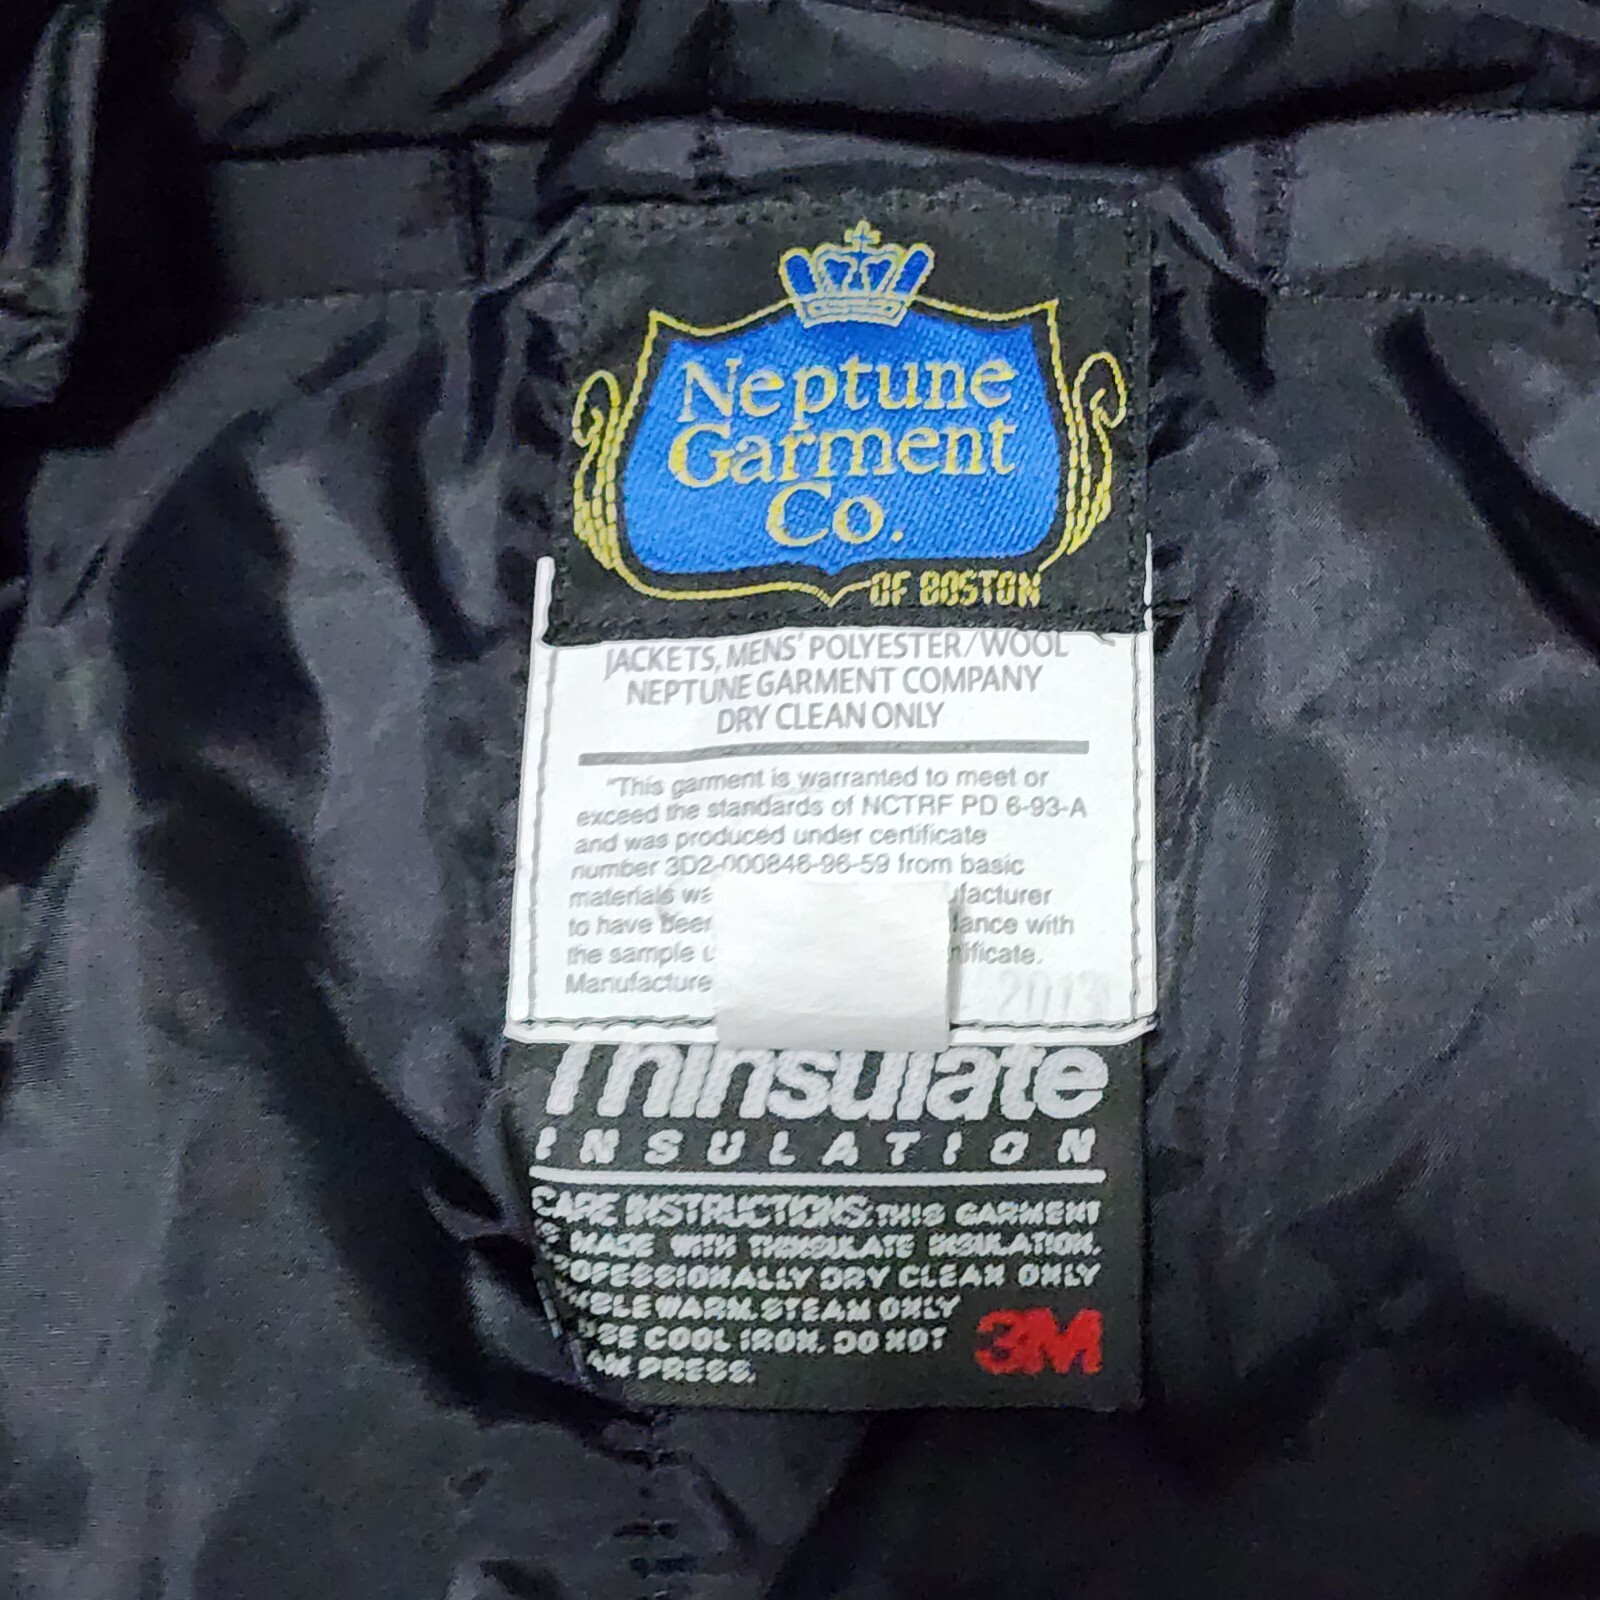 Neptune
Garment
Co.
OF BOSTON
JACKETS, MENS' POLYESTER/WOOL
NEPTUNE GARMENT COMPANY
DRY CLEAN ONLY
"This garment is warranted to meet or
exceed the standards of NCTRF PD 6-93-A
and was produced under certificate
number 3D2-000846-96-59 from basic
materials
to have
the sample
with
2013
Thinsulate
INSULATION
CARE INSTRUCTIONS: THIS GARMENT
MADE WITH THINSULATE INSULATION.
DRY CLEAN ONLY
WARM. STEAM ONLY
COOL IRON. DO NOT
PRESS.
3M